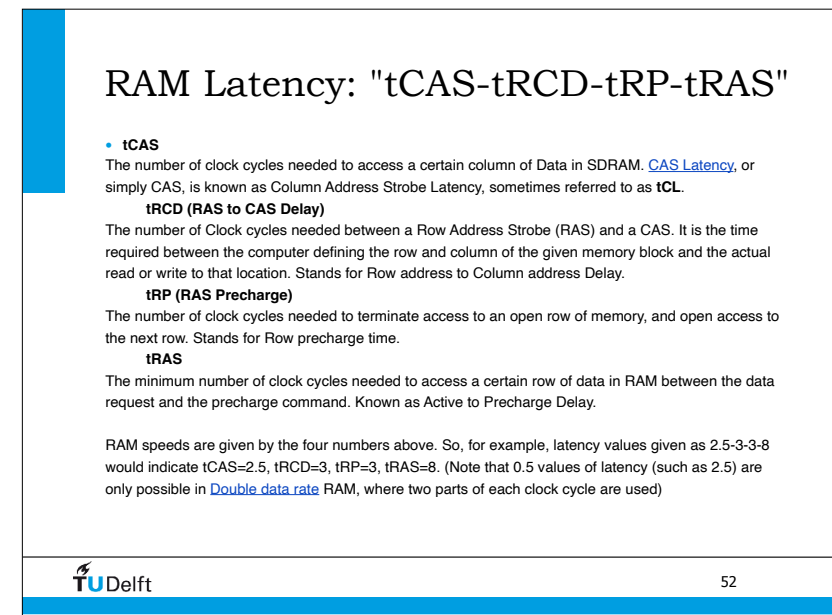 RAM Latency: "tCAS-tRCD-tRP-tRAS"
• tCAS
The number of clock cycles needed to access a certain column of Data in SDRAM. CAS Latency, or
simply CAS, is known as Column Address Strobe Latency, sometimes referred to as tCL.
tRCD (RAS to CAS Delay)
The number of Clock cycles needed between a Row Address Strobe (RAS) and a CAS. It is the time
required between the computer defining the row and column of the given memory block and the actual
read or write to that location. Stands for Row address to Column address Delay.
tRP (RAS Precharge)
The number of clock cycles needed to terminate access to an open row of memory, and open access to
the next row. Stands for Row precharge time.
tRAS
The minimum number of clock cycles needed to access a certain row of data in RAM between the data
request and the precharge command. Known as Active to Precharge Delay.
RAM speeds are given by the four numbers above. So, for example, latency values given as 2.5-3-3-8
would indicate tCAS=2.5, tRCD=3, tRP=3, tRAS=8. (Note that 0.5 values of latency (such as 2.5) are
only possible in Double data rate RAM, where two parts of each clock cycle are used)
TUDelft
52